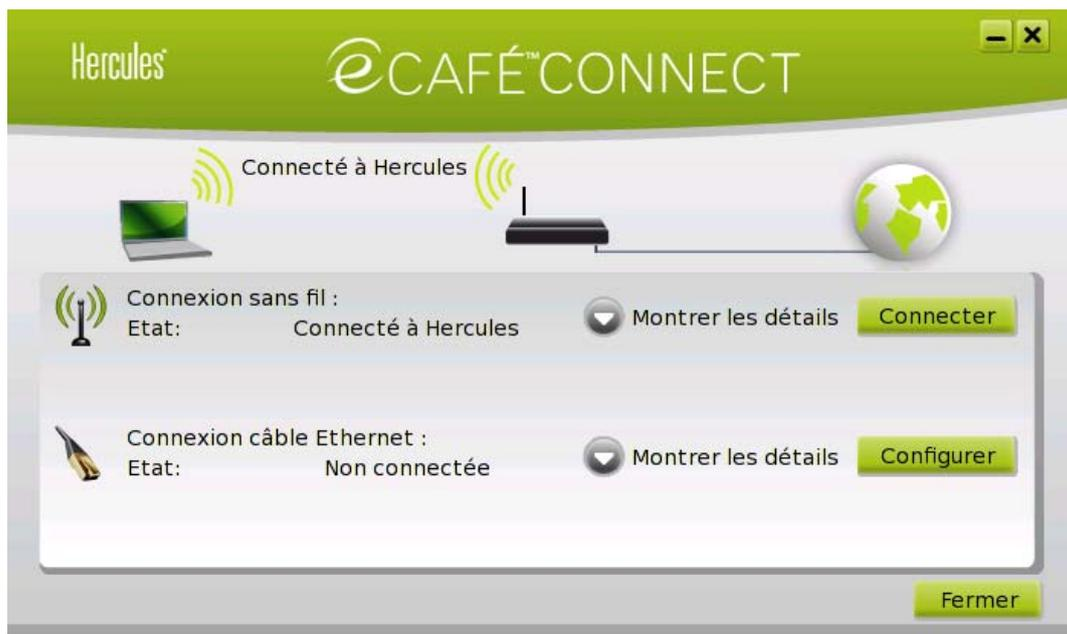 Hercules
eCAFÉ™CONNECT
Connecté à Hercules
Connexion sans fil :
Etat: Connecté à Hercules
Montrer les détails
Connecter
Connexion câble Ethernet :
Etat: Non connectée
Montrer les détails
Configurer
Fermer